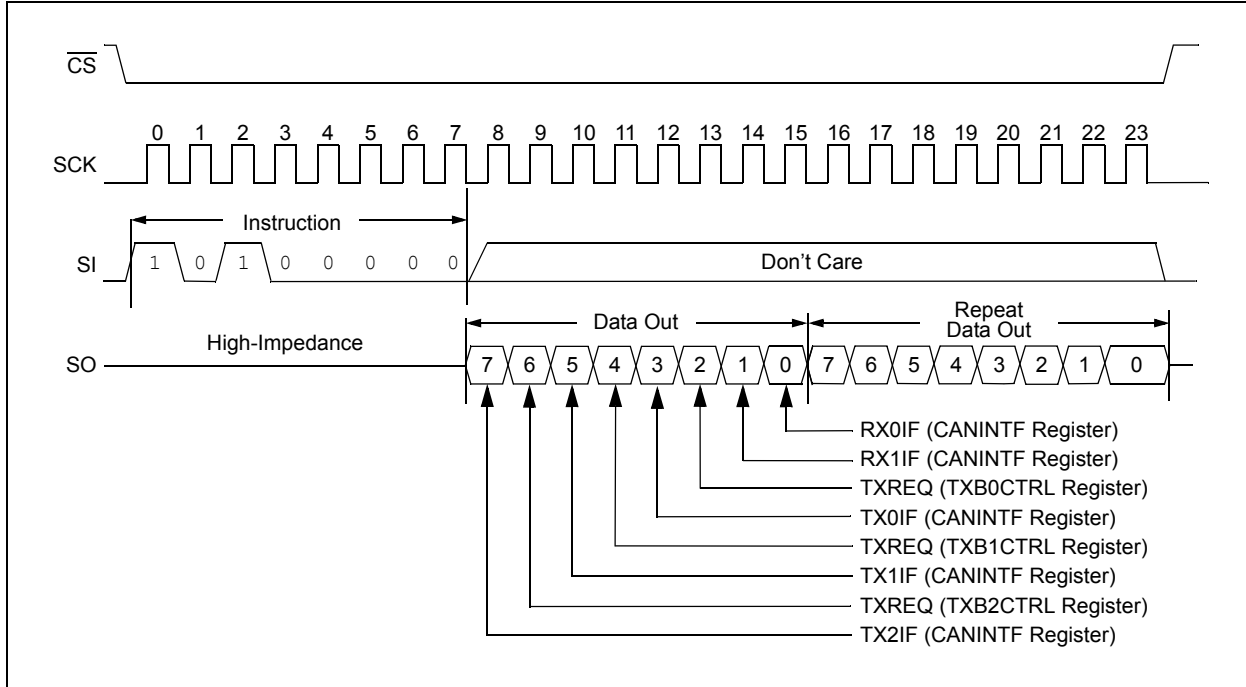 CS
0 1 2 3 4 5 6 7 8 9 10 11 12 13 14 15 16 17 18 19 20 21 22 23
SCK
Instruction
SI 1 0 1 0 0 0 0 0 Don't Care
Data Out
Repeat
Data Out
High-Impedance
SO 7 6 5 4 3 2 1 0 7 6 5 4 3 2 1 0
RX0IF (CANINTF Register)
RX1IF (CANINTF Register)
TXREQ (TXB0CTRL Register)
TX0IF (CANINTF Register)
TXREQ (TXB1CTRL Register)
TX1IF (CANINTF Register)
TXREQ (TXB2CTRL Register)
TX2IF (CANINTF Register)